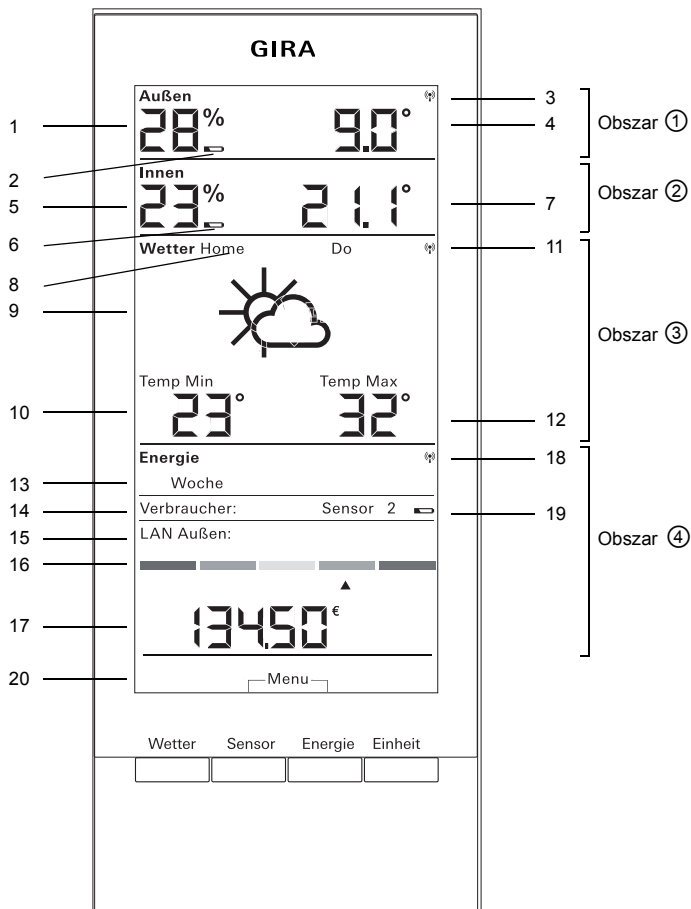 GIRA
Außen
3
1 28% 9.0° 4 Obszar ①
2
Innen
5 23% 21.1° 7 Obszar ②
6
Wetter Home Do 11
8
9
Obszar ③
Temp Min Temp Max
10 23° 32° 12
Energie 18
13 Woche
14 Verbraucher: Sensor 2 19
15 LAN Außen: Obszar ④
16
17 134.50 €
20 Menu
Wetter Sensor Energie Einheit